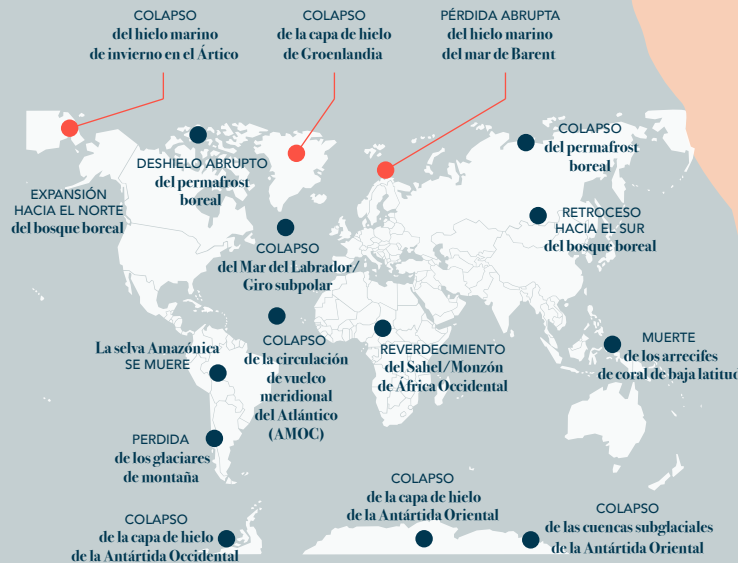 COLAPSO
del hielo marino
de invierno en el Ártico
COLAPSO
de la capa de hielo
de Groenlandia
PÉRDIDA ABRUPTA
del hielo marino
del mar de Barent
DESHIELO ABRUPTO
del permafrost
boreal
COLAPSO
del permafrost
boreal
EXPANSIÓN
HACIA EL NORTE
del bosque boreal
RETROCESO
HACIA EL SUR
del bosque boreal
COLAPSO
del Mar del Labrador/
Giro subpolar
La selva Amazónica
SE MUERE
COLAPSO
de la circulación
de vuelco
meridional
del Atlántico
(AMOC)
REVERDECIMIENTO
del Sahel/Monzón
de África Occidental
MUERTE
de los arrecifes
de coral de baja latitud
PERDIDA
de los glaciares
de montaña
COLAPSO
de la capa de hielo
de la Antártida Occidental
COLAPSO
de la capa de hielo
de la Antártida Oriental
COLAPSO
de las cuencas subglaciales
de la Antártida Oriental